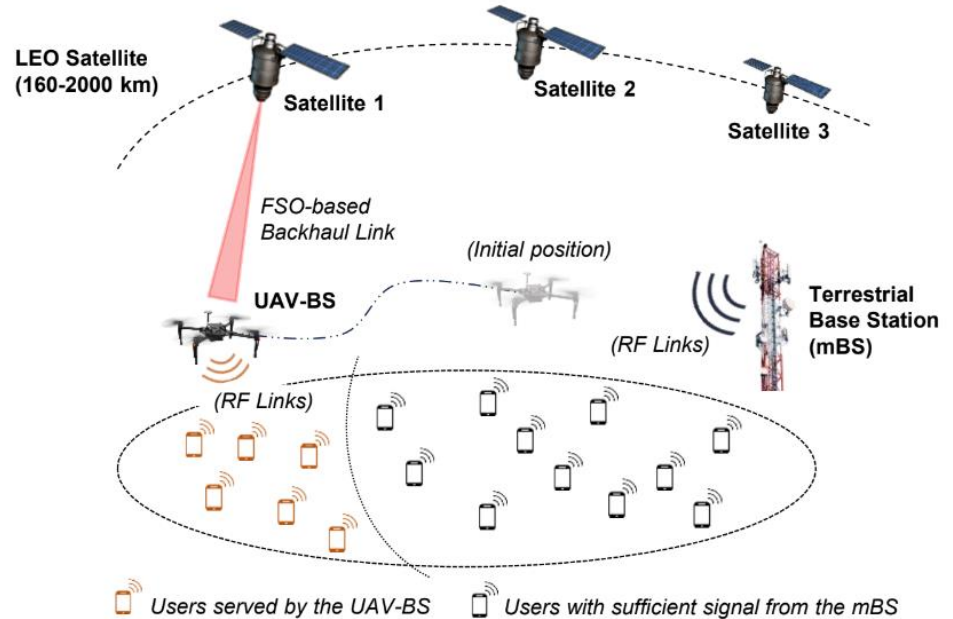 LEO Satellite
(160-2000 km)
Satellite 1
Satellite 2
Satellite 3
FSO-based
Backhaul Link
(Initial position)
UAV-BS
Terrestrial
Base Station
(mBS)
(RF Links)
(RF Links)
Users served by the UAV-BS
Users with sufficient signal from the mBS